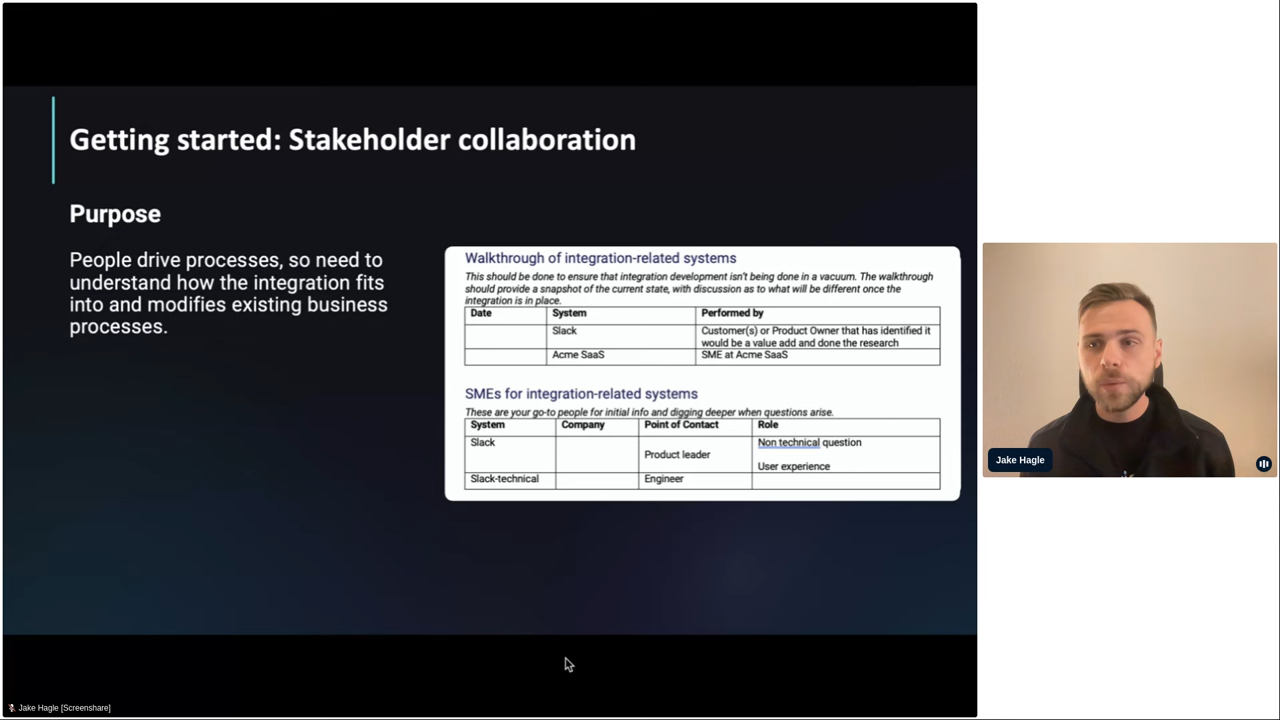 Getting started: Stakeholder collaboration
Purpose
People drive processes, so need to
understand how the integration fits
into and modifies existing business
processes.
Walkthrough of integration-related systems
This should be done to ensure that integration development isn't being done in a vacuum. The walkthrough
should provide a snapshot of the current state, with discussion as to what will be different once the
integration is in place.
Date System Performed by
Slack Customer(s) or Product Owner that has identified it
would be a value add and done the research
Acme SaaS SME at Acme SaaS
SMEs for integration-related systems
These are your go-to people for initial info and digging deeper when questions arise.
System Company Point of Contact Role
Slack Non technical question
Product leader
User experience
Slack-technical Engineer
Jake Hagle
Jake Hagle [Screenshare]